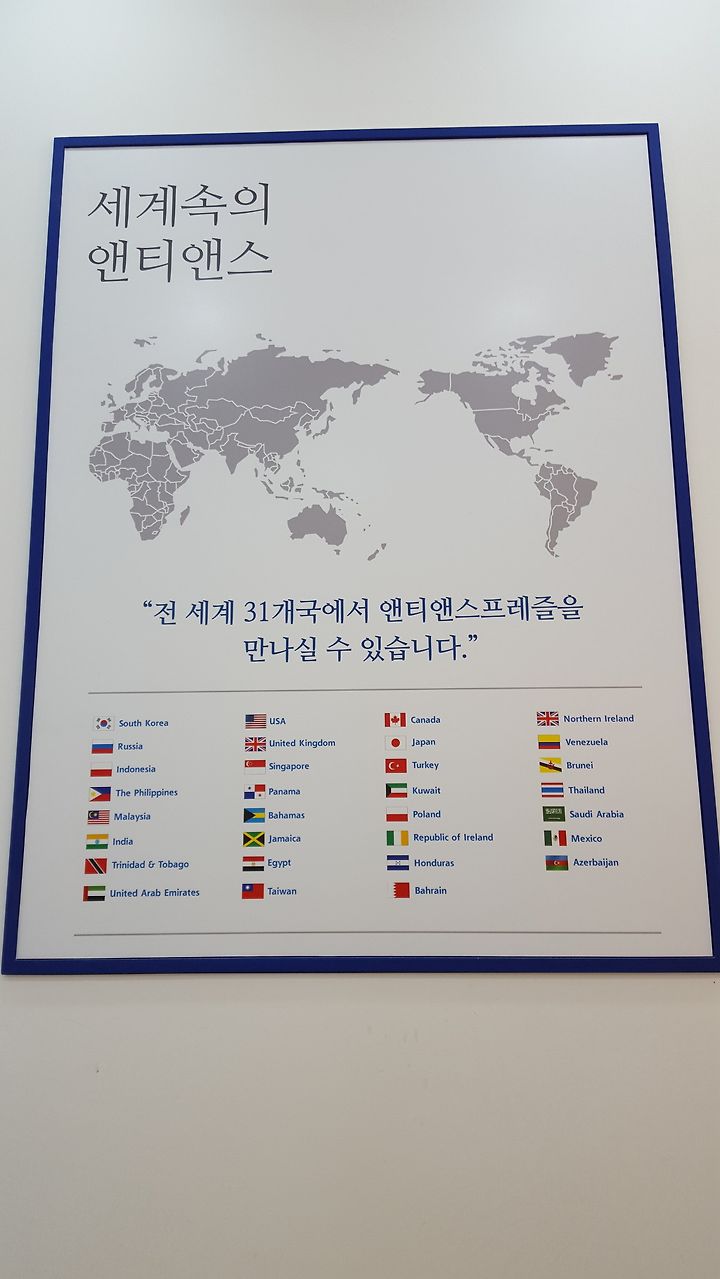 세계속의
앤티앤스
“전 세계 31개국에서 앤티앤스프레즐을
만나실 수 있습니다.”
South Korea USA Canada Northern Ireland
Russia United Kingdom Japan Venezuela
Indonesia Singapore Turkey Brunei
The Philippines Panama Kuwait Thailand
Malaysia Bahamas Poland Saudi Arabia
India Jamaica Republic of Ireland Mexico
Trinidad & Tobago Egypt Honduras Azerbaijan
United Arab Emirates Taiwan Bahrain